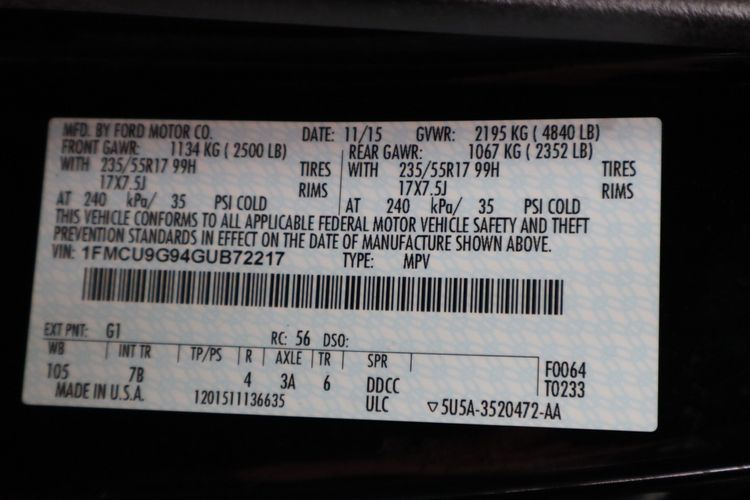 MFD. BY FORD MOTOR CO. DATE: 11/15 GVWR: 2195 KG ( 4840 LB)
FRONT GAWR: 1134 KG ( 2500 LB) REAR GAWR: 1067 KG ( 2352 LB)
WITH 235/55R17 99H TIRES WITH 235/55R17 99H TIRES
17X7.5J RIMS 17X7.5J RIMS
AT 240 kPa/ 35 PSI COLD AT 240 kPa/ 35 PSI COLD
THIS VEHICLE CONFORMS TO ALL APPLICABLE FEDERAL MOTOR VEHICLE SAFETY AND THEFT
PREVENTION STANDARDS IN EFFECT ON THE DATE OF MANUFACTURE SHOWN ABOVE.
VIN: 1FMCU9G94GUB72217 TYPE: MPV
EXT PNT: G1 RC: 56 DSO:
WB INT TR TP/PS R AXLE TR SPR F0064
105 7B 4 3A 6 DDCC T0233
MADE IN U.S.A. 1201511136635 ULC ▽5U5A-3520472-AA